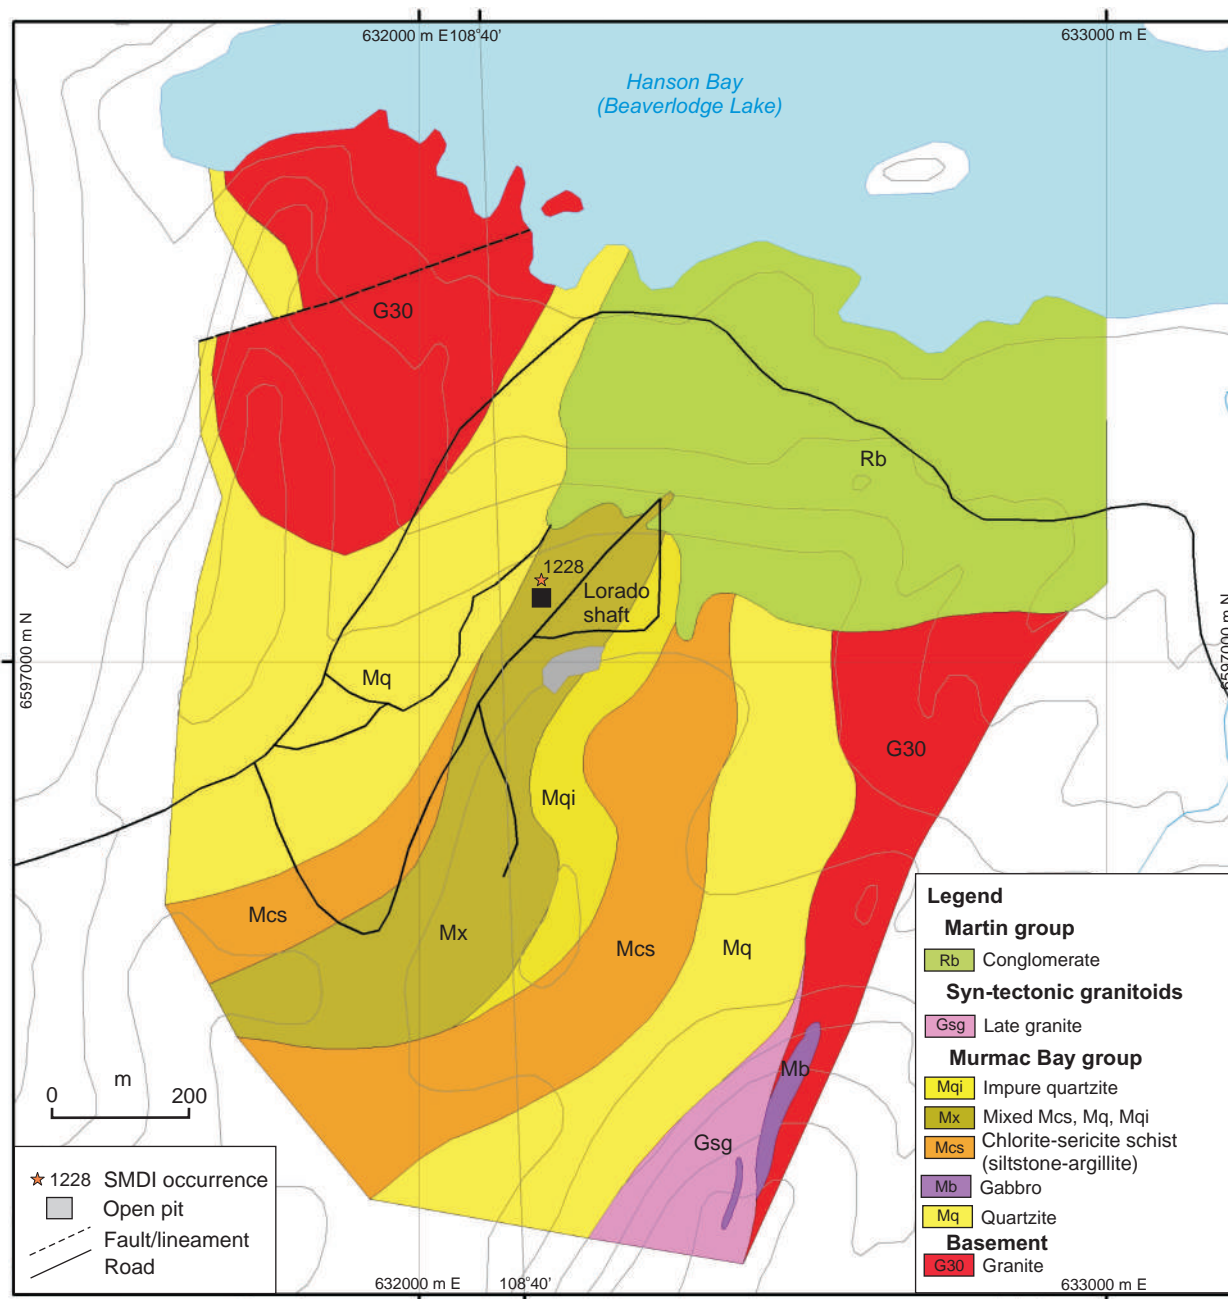 632000 m E
108°40'
633000 m E
Hanson Bay
(Beaverlodge Lake)
G30
Rb
1228
Lorado
shaft
6597000 m N
6597000 m N
Mq
G30
Mqi
Mcs
Mx
Mcs
Mq
Mb
Gsg
m
0 200
1228 SMDI occurrence
Open pit
Fault/lineament
Road
Legend
Martin group
Rb Conglomerate
Syn-tectonic granitoids
Gsg Late granite
Murmac Bay group
Mqi Impure quartzite
Mx Mixed Mcs, Mq, Mqi
Mcs Chlorite-sericite schist
(siltstone-argillite)
Mb Gabbro
Mq Quartzite
Basement
G30 Granite
632000 m E
108°40'
633000 m E